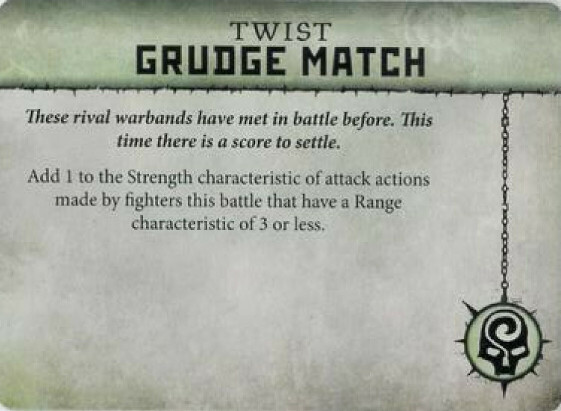 TWIST
GRUDGE MATCH
These rival warbands have met in battle before. This
time there is a score to settle.
Add 1 to the Strength characteristic of attack actions
made by fighters this battle that have a Range
characteristic of 3 or less.